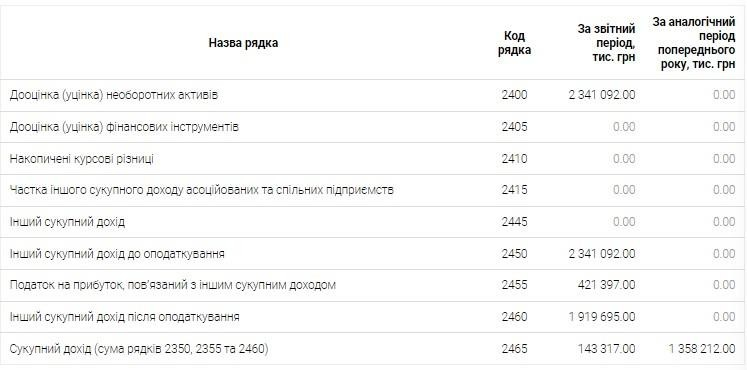 Назва рядка Код рядка За звітний період, тис. грн За аналогічний період попереднього року, тис. грн
Дооцінка (уцінка) необоротних активів 2400 2 341 092.00 0.00
Дооцінка (уцінка) фінансових інструментів 2405 0.00 0.00
Накопичені курсові різниці 2410 0.00 0.00
Частка іншого сукупного доходу асоційованих та спільних підприємств 2415 0.00 0.00
Інший сукупний дохід 2445 0.00 0.00
Інший сукупний дохід до оподаткування 2450 2 341 092.00 0.00
Податок на прибуток, пов’язаний з іншим сукупним доходом 2455 421 397.00 0.00
Інший сукупний дохід після оподаткування 2460 1 919 695.00 0.00
Сукупний дохід (сума рядків 2350, 2355 та 2460) 2465 143 317.00 1 358 212.00